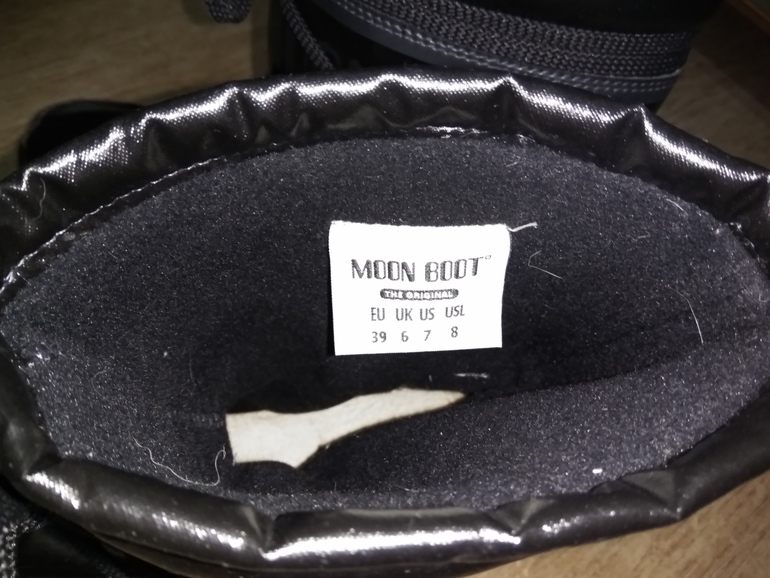 MOON BOOT®
THE ORIGINAL
EU UK US USL
39 6 7 8